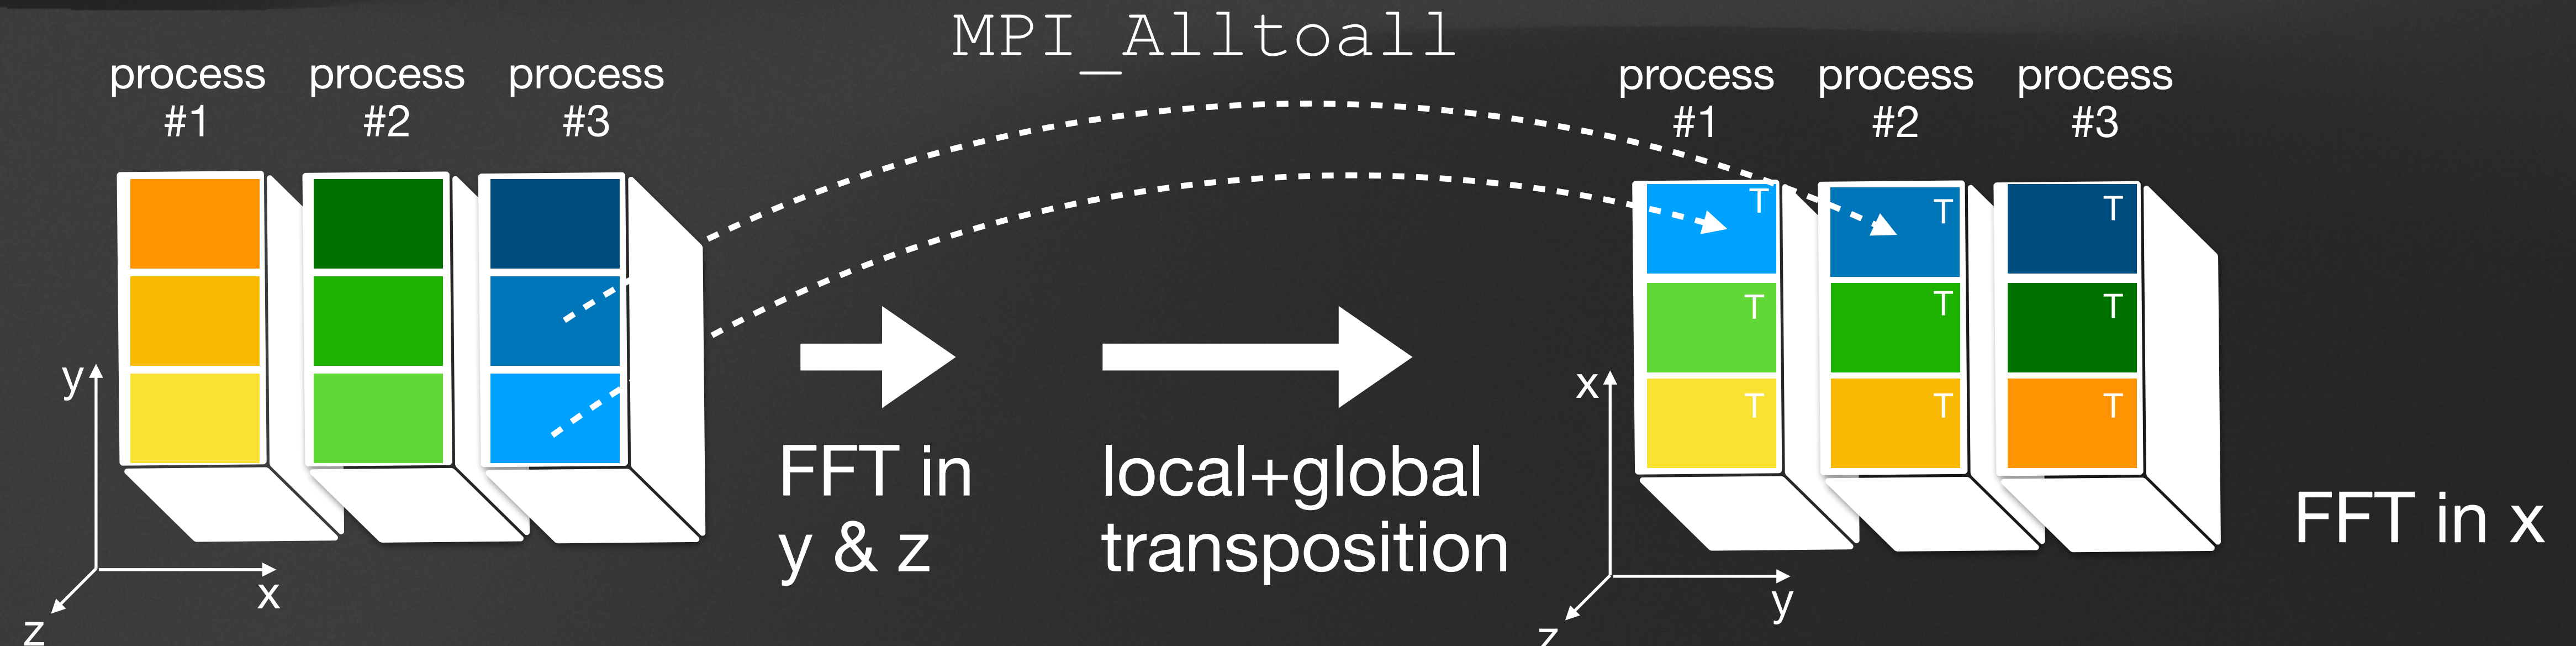 MPI_Alltoall
process
#1
process
#2
process
#3
process
#1
process
#2
process
#3
T
T
T
T
T
T
T
T
T
y
x
z
FFT in
y & z
local+global
transposition
x
y
z
FFT in x